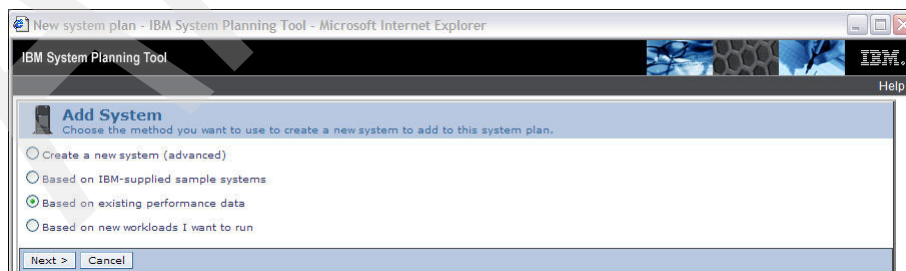 New system plan - IBM System Planning Tool - Microsoft Internet Explorer
IBM System Planning Tool
IBM.
Help
Add System
Choose the method you want to use to create a new system to add to this system plan.
Create a new system (advanced)
Based on IBM-supplied sample systems
Based on existing performance data
Based on new workloads I want to run
Next > Cancel